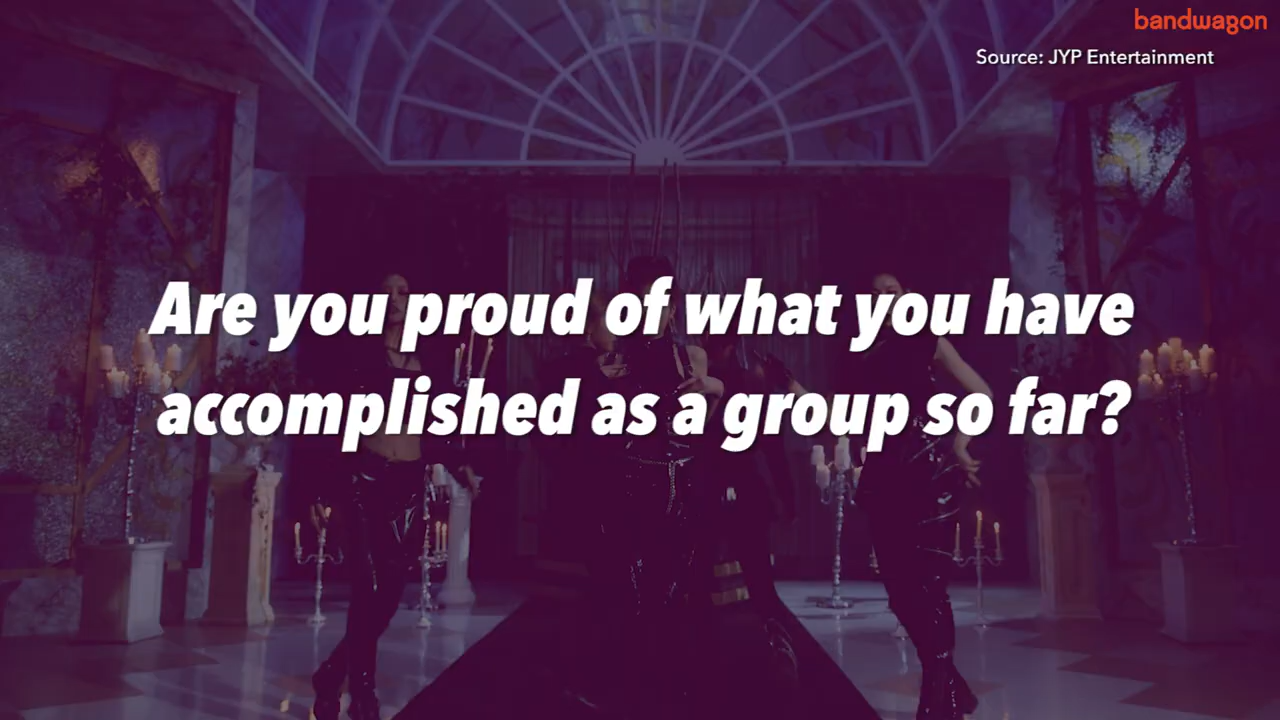 bandwagon
Source: JYP Entertainment
Are you proud of what you have
accomplished as a group so far?